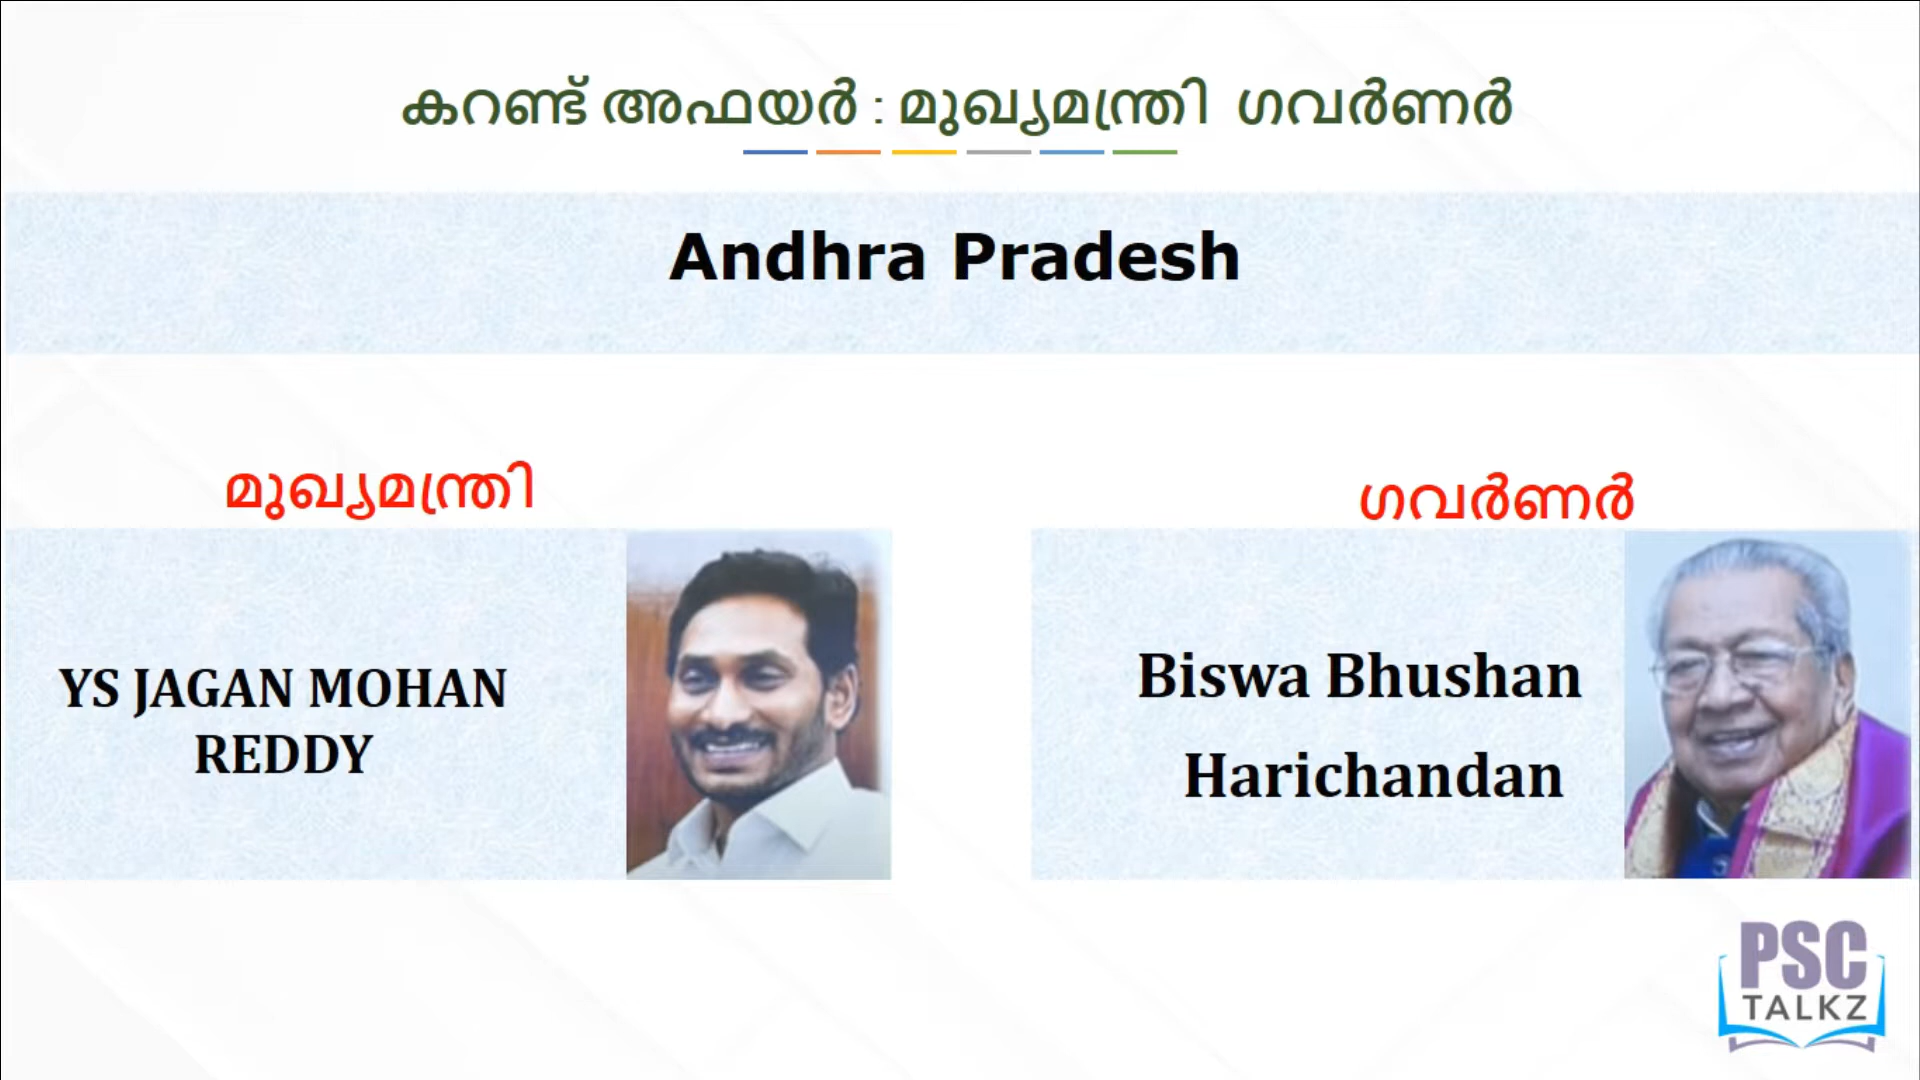 കറണ്ട് അഫയർ : മുഖ്യമന്ത്രി ഗവർണർ
Andhra Pradesh
മുഖ്യമന്ത്രി
ഗവർണർ
YS JAGAN MOHAN
REDDY
Biswa Bhushan
Harichandan
PSC
TALKZ